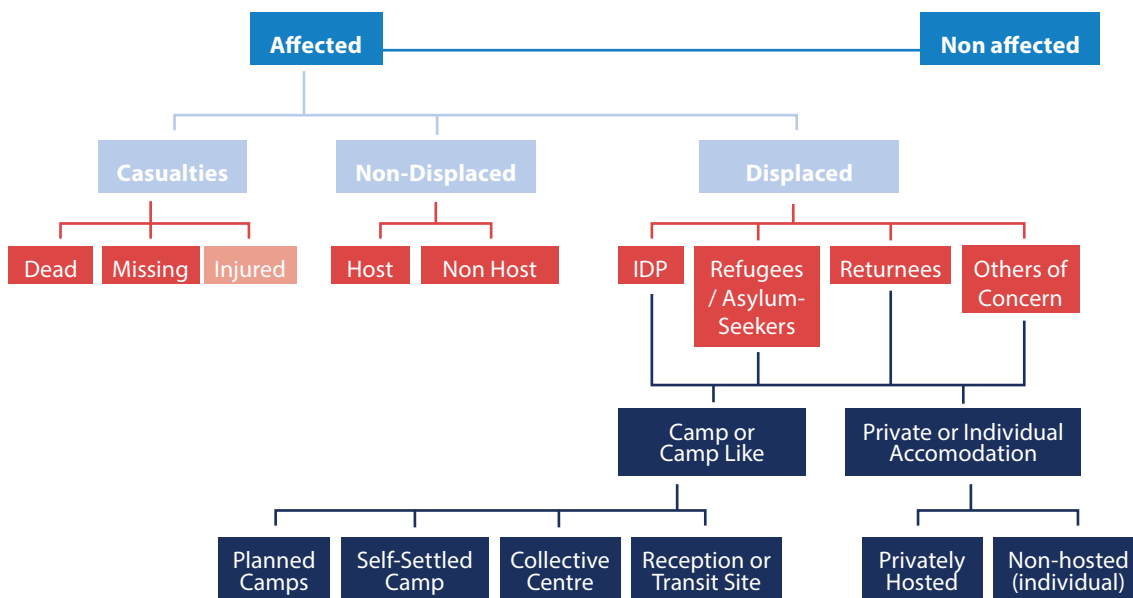 Affected
Non affected
Casualties
Non-Displaced
Displaced
Dead
Missing
Injured
Host
Non Host
IDP
Refugees
/ Asylum-
Seekers
Returnees
Others of
Concern
Camp or
Camp Like
Private or Individual
Accomodation
Planned
Camps
Self-Settled
Camp
Collective
Centre
Reception or
Transit Site
Privately
Hosted
Non-hosted
(individual)